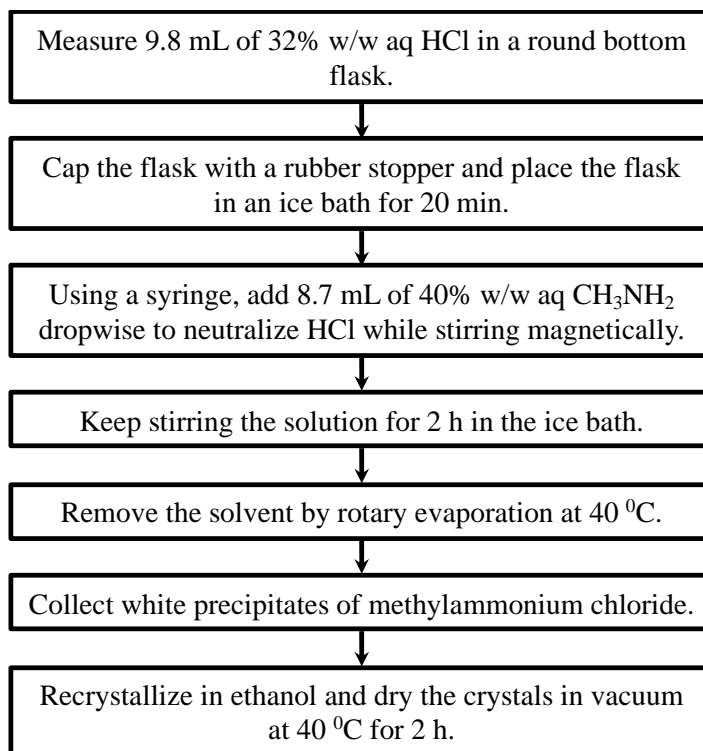 Measure 9.8 mL of 32% w/w aq HCl in a round bottom
flask.
Cap the flask with a rubber stopper and place the flask
in an ice bath for 20 min.
Using a syringe, add 8.7 mL of 40% w/w aq CH₃NH₂
dropwise to neutralize HCl while stirring magnetically.
Keep stirring the solution for 2 h in the ice bath.
Remove the solvent by rotary evaporation at 40 ⁰C.
Collect white precipitates of methylammonium chloride.
Recrystallize in ethanol and dry the crystals in vacuum
at 40 ⁰C for 2 h.